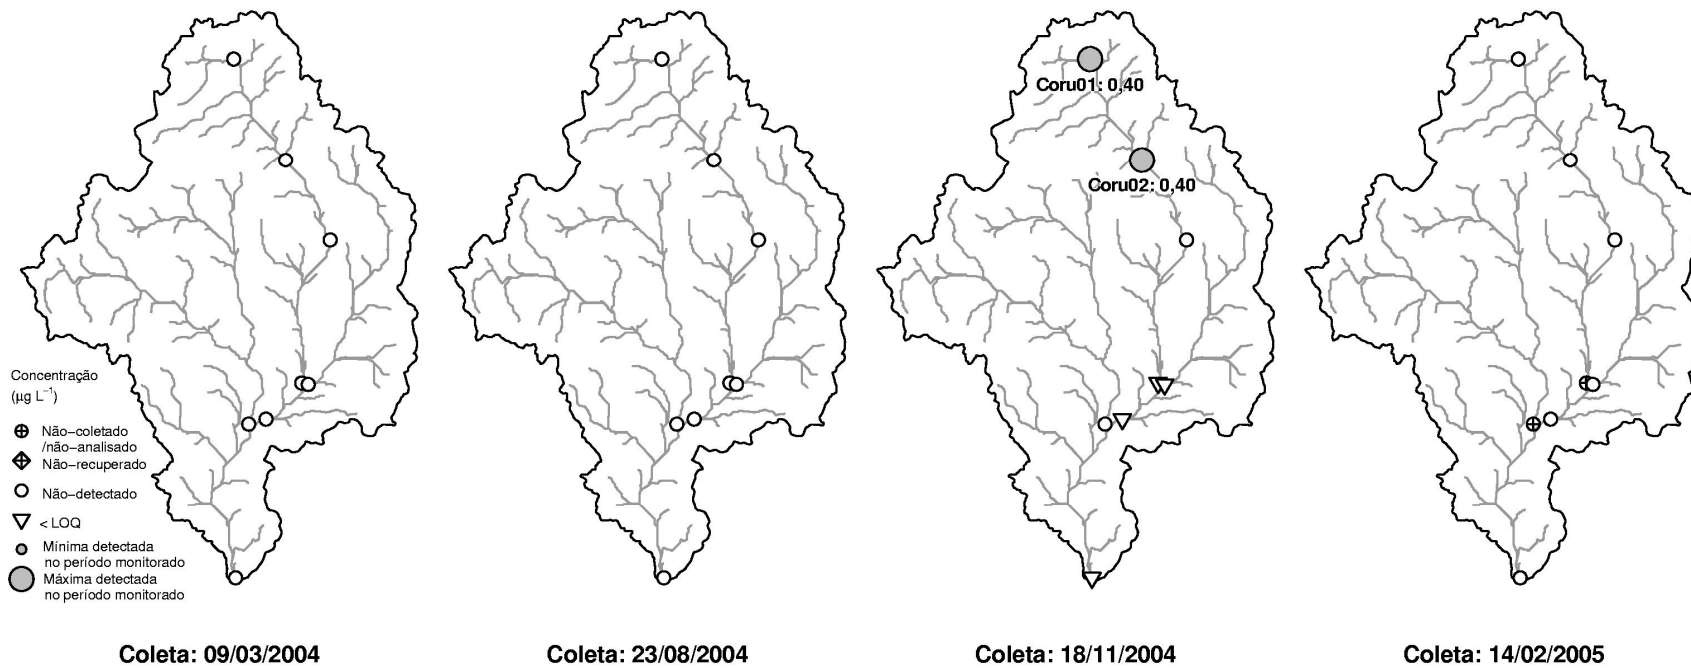 Coru01: 0,40
Coru02: 0,40
Concentração
(µg L⁻¹)
Não−coletado
/não−analisado
Não−recuperado
Não−detectado
< LOQ
Mínima detectada
no período monitorado
Máxima detectada
no período monitorado
Coleta: 09/03/2004
Coleta: 23/08/2004
Coleta: 18/11/2004
Coleta: 14/02/2005